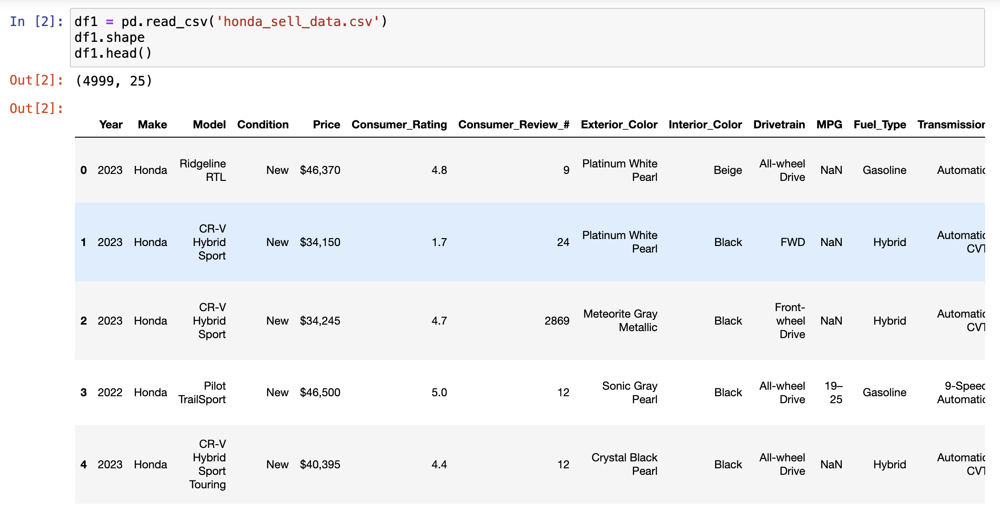 In [2]: df1 = pd.read_csv('honda_sell_data.csv')
df1.shape
df1.head()
Out[2]: (4999, 25)
Out[2]:
Year Make Model Condition Price Consumer_Rating Consumer_Review_# Exterior_Color Interior_Color Drivetrain MPG Fuel_Type Transmission
Ridgeline Platinum White All-wheel
0 2023 Honda New $46,370 4.8 9 Beige NaN Gasoline Automatic
RTL Pearl Drive
CR-V
Platinum White Automatic
1 2023 Honda Hybrid New $34,150 1.7 24 Black FWD NaN Hybrid
Pearl CVT
Sport
CR-V Front-
Meteorite Gray Automatic
2 2023 Honda Hybrid New $34,245 4.7 2869 Black wheel NaN Hybrid
Metallic CVT
Sport Drive
Pilot Sonic Gray All-wheel 19– 9-Speed
3 2022 Honda New $46,500 5.0 12 Black Gasoline
TrailSport Pearl Drive 25 Automatic
CR-V
Hybrid Crystal Black All-wheel Automatic
4 2023 Honda New $40,395 4.4 12 Black NaN Hybrid
Sport Pearl Drive CVT
Touring